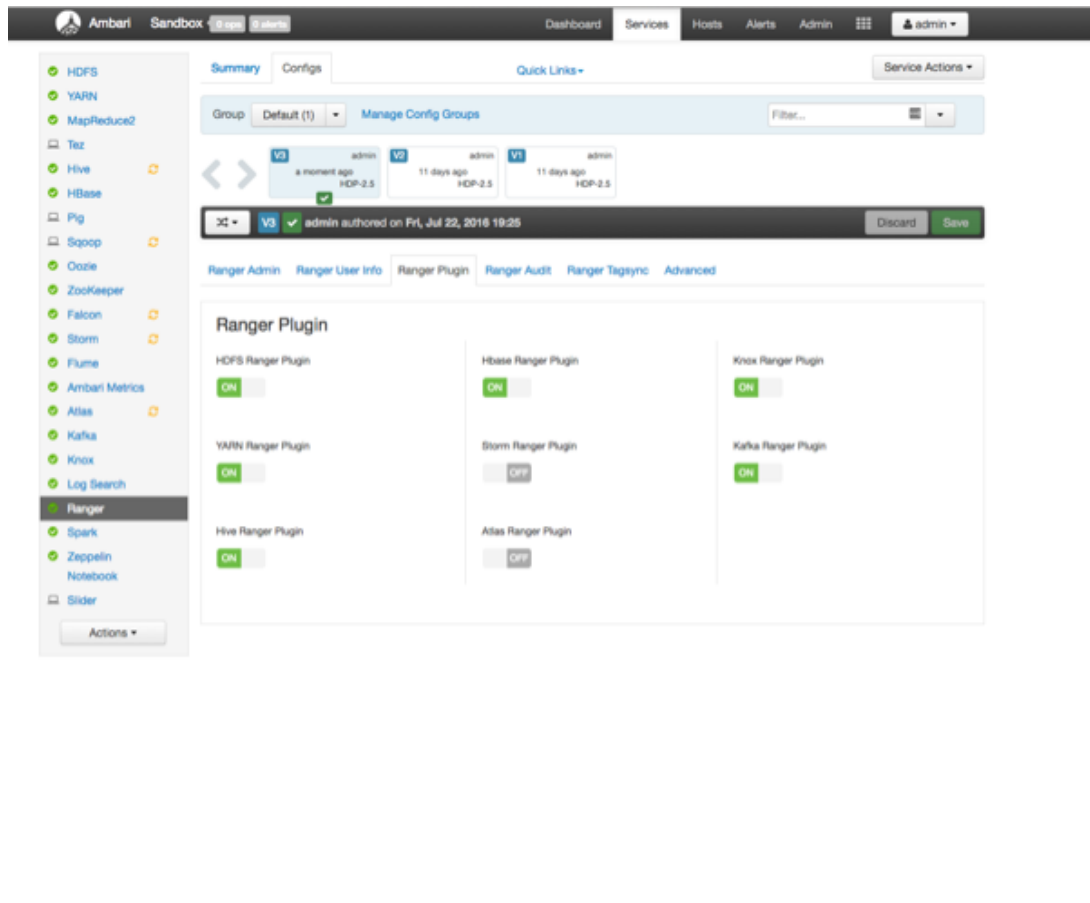 Ambari Sandbox 0 ops 0 alerts Dashboard Services Hosts Alerts Admin admin
HDFS
YARN
MapReduce2
Tez
Hive
HBase
Pig
Sqoop
Oozie
ZooKeeper
Falcon
Storm
Flume
Ambari Metrics
Atlas
Kafka
Knox
Log Search
Ranger
Spark
Zeppelin
Notebook
Slider
Actions
Summary Configs Quick Links Service Actions
Group Default (1) Manage Config Groups Filter...
V3 admin
a moment ago
HDP-2.5
V2 admin
11 days ago
HDP-2.5
V1 admin
11 days ago
HDP-2.5
V3 admin authored on Fri, Jul 22, 2016 19:25 Discard Save
Ranger Admin Ranger User Info Ranger Plugin Ranger Audit Ranger Tagsync Advanced
Ranger Plugin
HDFS Ranger Plugin Hbase Ranger Plugin Knox Ranger Plugin
ON ON ON
YARN Ranger Plugin Storm Ranger Plugin Kafka Ranger Plugin
ON OFF ON
Hive Ranger Plugin Atlas Ranger Plugin
ON OFF